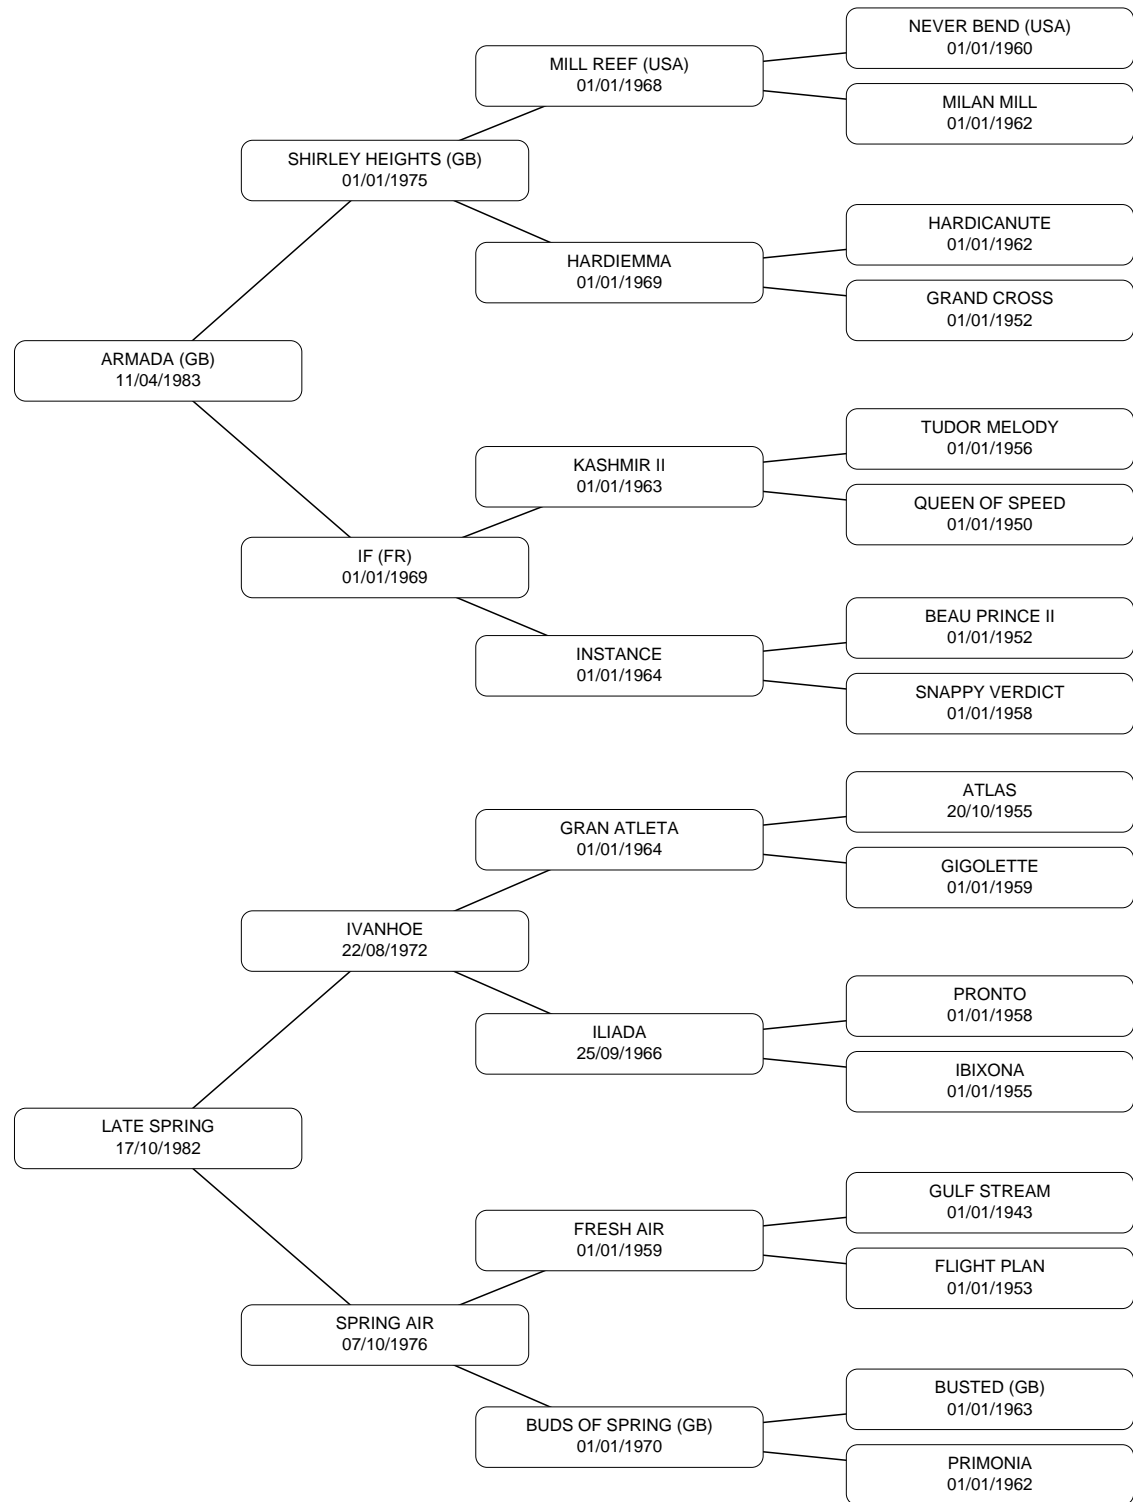 NEVER BEND (USA)
01/01/1960
MILL REEF (USA)
01/01/1968
MILAN MILL
01/01/1962
SHIRLEY HEIGHTS (GB)
01/01/1975
HARDICANUTE
01/01/1962
HARDIEMMA
01/01/1969
GRAND CROSS
01/01/1952
ARMADA (GB)
11/04/1983
TUDOR MELODY
01/01/1956
KASHMIR II
01/01/1963
QUEEN OF SPEED
01/01/1950
IF (FR)
01/01/1969
BEAU PRINCE II
01/01/1952
INSTANCE
01/01/1964
SNAPPY VERDICT
01/01/1958
ATLAS
20/10/1955
GRAN ATLETA
01/01/1964
GIGOLETTE
01/01/1959
IVANHOE
22/08/1972
PRONTO
01/01/1958
ILIADA
25/09/1966
IBIXONA
01/01/1955
LATE SPRING
17/10/1982
GULF STREAM
01/01/1943
FRESH AIR
01/01/1959
FLIGHT PLAN
01/01/1953
SPRING AIR
07/10/1976
BUSTED (GB)
01/01/1963
BUDS OF SPRING (GB)
01/01/1970
PRIMONIA
01/01/1962